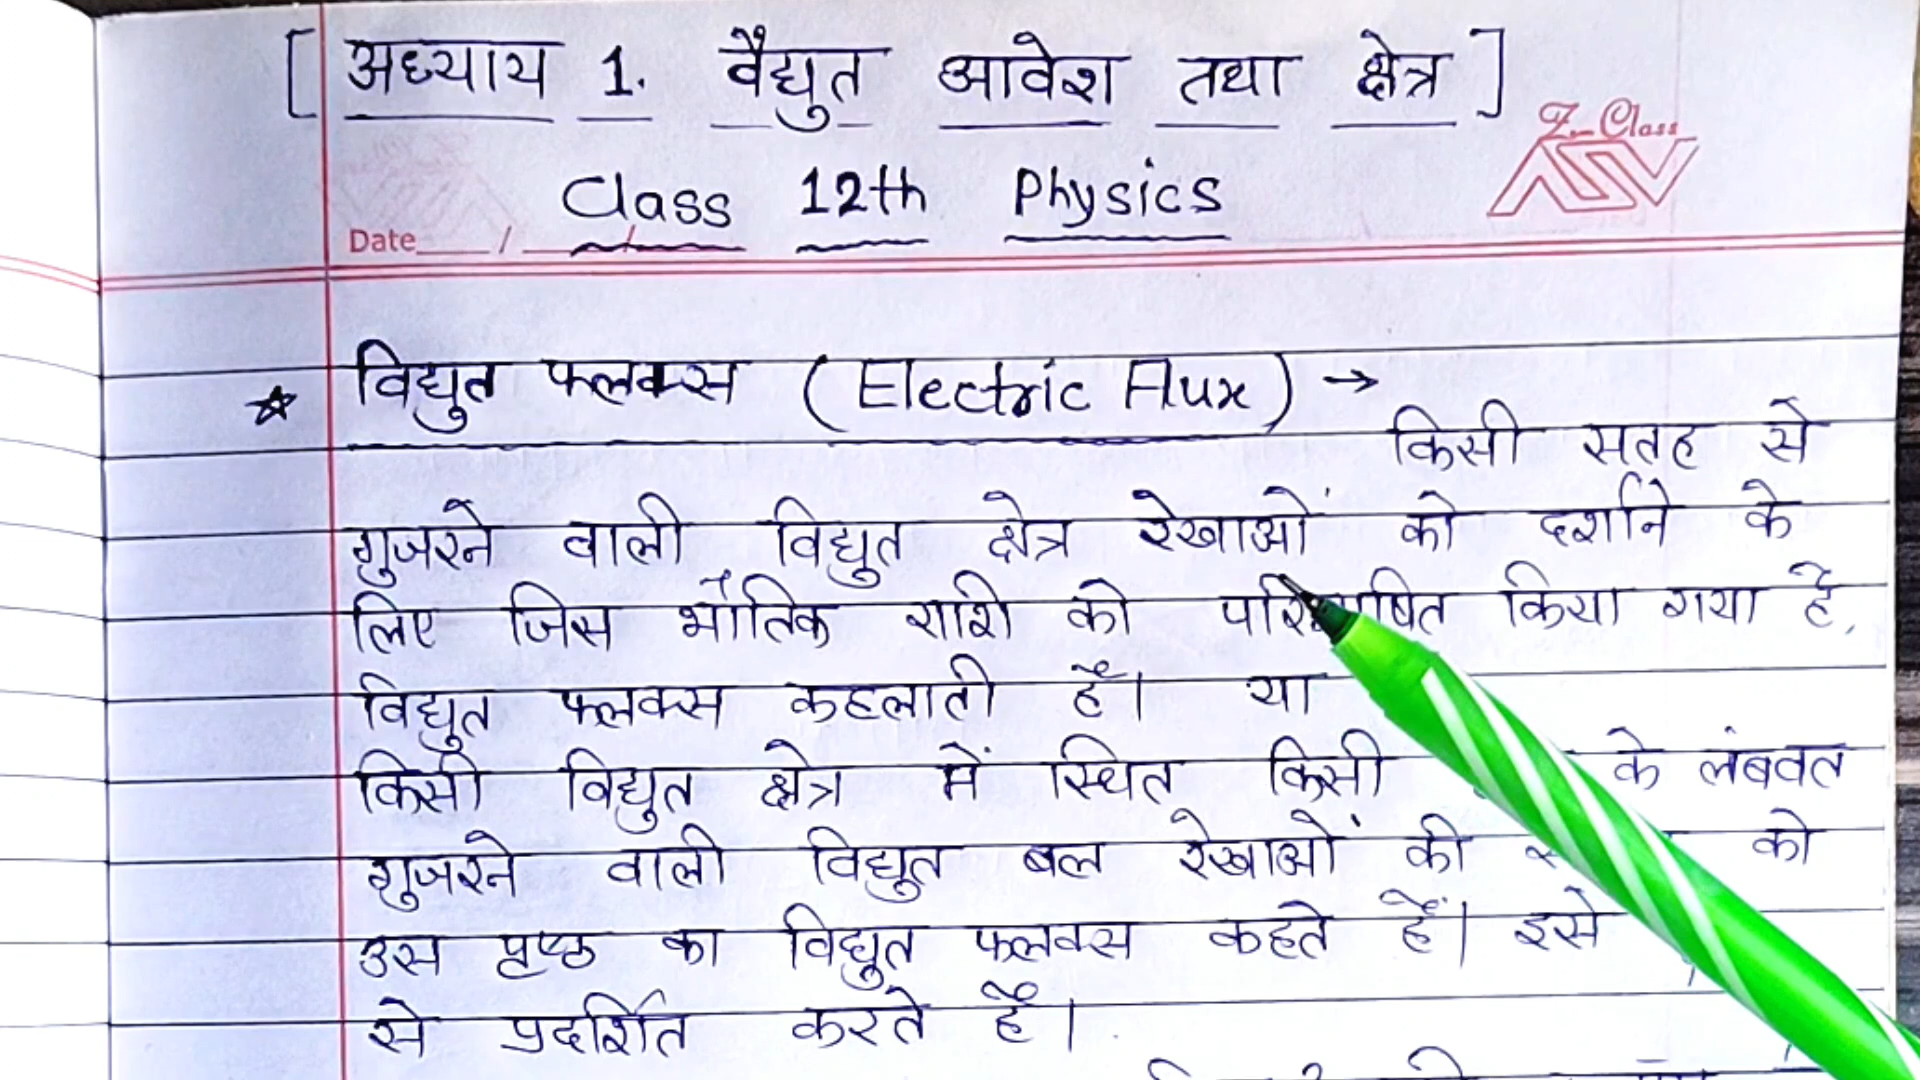 [ अध्याय 1. वैद्युत आवेश तथा क्षेत्र ]
Z-Class
Class 12th Physics
Date / /
विद्युत फ्लक्स ( Electric Flux ) →
किसी सतह से
गुजरने वाली विद्युत क्षेत्र रेखाओं को दर्शाने के
लिए जिस भौतिक राशि को किया गया है,
विद्युत फ्लक्स कहलाती है। या
किसी विद्युत क्षेत्र में स्थित किसी के लंबवत
गुजरने वाली विद्युत बल रेखाओं की को
उस पृष्ठ का विद्युत फ्लक्स कहते हैं। इसे
से प्रदर्शित करते है।